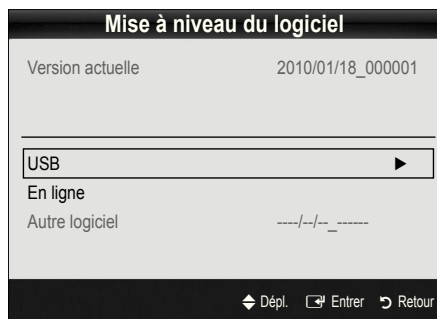 Mise à niveau du logiciel
Version actuelle 2010/01/18_000001
USB ►
En ligne
Autre logiciel ----/--/--_------
Dépl. Entrer Retour